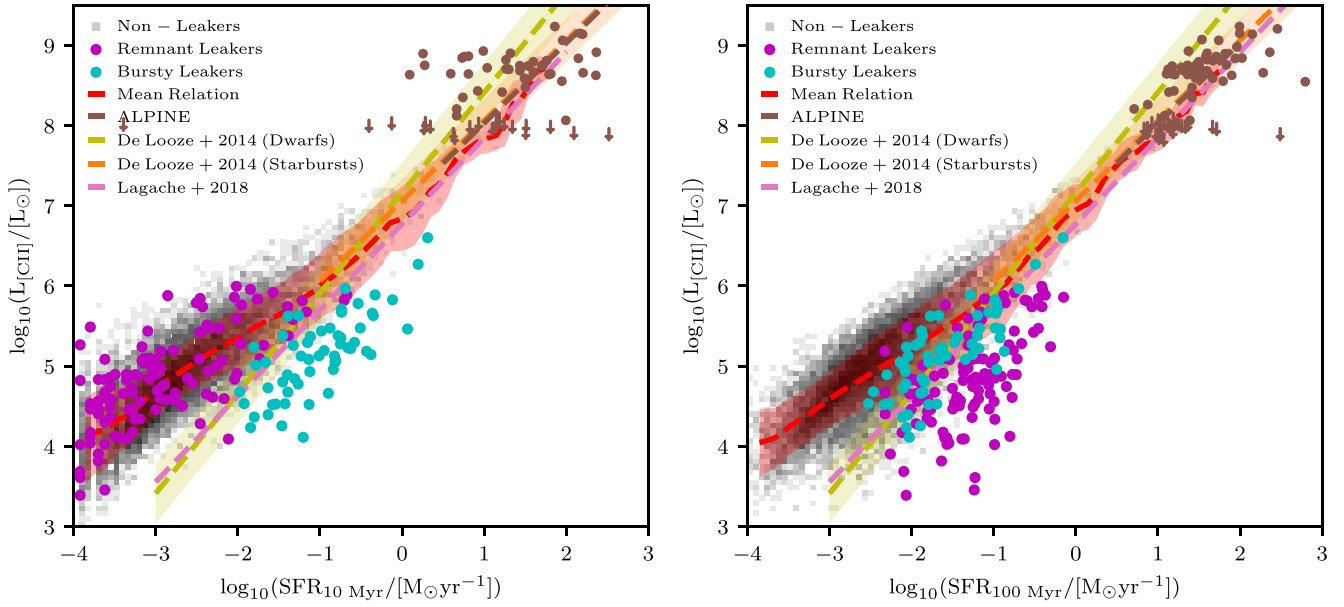 Non − Leakers
Remnant Leakers
Bursty Leakers
Mean Relation
ALPINE
De Looze + 2014 (Dwarfs)
De Looze + 2014 (Starbursts)
Lagache + 2018
log₁₀(L[CII]/[L⊙])
9
8
7
6
5
4
3
−4
−3
−2
−1
0
1
2
3
log₁₀(SFR₁₀ Myr/[M⊙yr⁻¹])
Non − Leakers
Remnant Leakers
Bursty Leakers
Mean Relation
ALPINE
De Looze + 2014 (Dwarfs)
De Looze + 2014 (Starbursts)
Lagache + 2018
log₁₀(L[CII]/[L⊙])
9
8
7
6
5
4
3
−4
−3
−2
−1
0
1
2
3
log₁₀(SFR₁₀₀ Myr/[M⊙yr⁻¹])